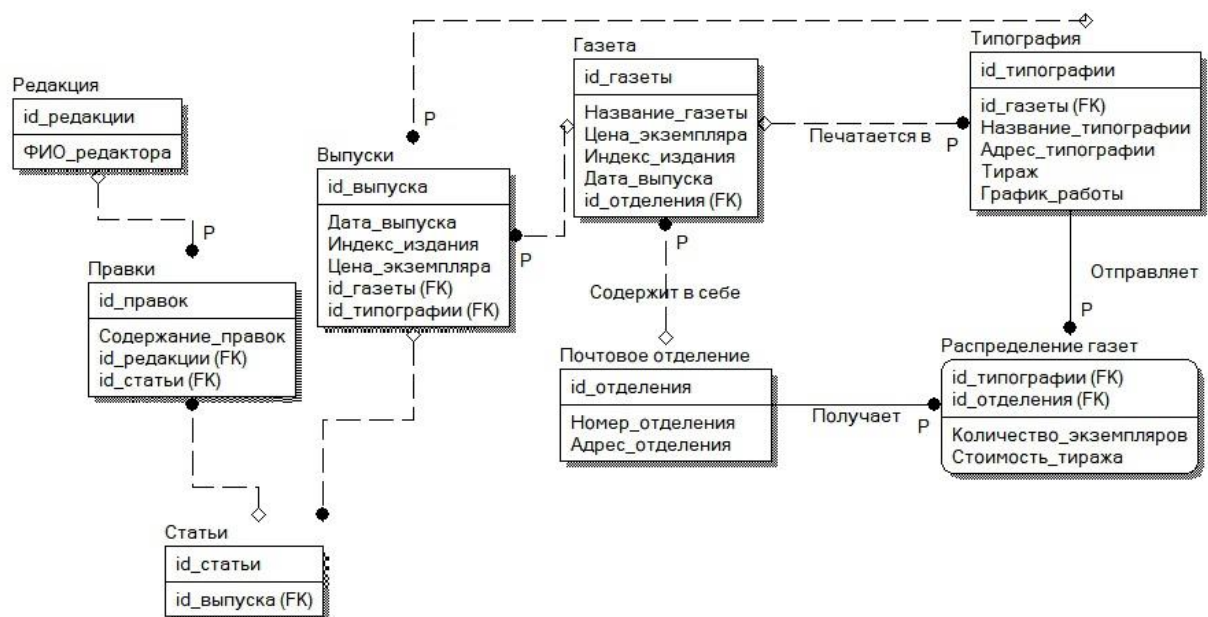 Редакция
id_редакции
ФИО_редактора
P
Правки
id_правок
Содержание_правок
id_редакции (FK)
id_статьи (FK)
Статьи
id_статьи
id_выпуска (FK)
P
Выпуски
id_выпуска
Дата_выпуска
Индекс_издания
Цена_экземпляра
id_газеты (FK)
id_типографии (FK)
P
Газета
id_газеты
Название_газеты
Цена_экземпляра
Индекс_издания
Дата_выпуска
id_отделения (FK)
P
Содержит в себе
Почтовое отделение
id_отделения
Номер_отделения
Адрес_отделения
Печатается в
P
Типография
id_типографии
id_газеты (FK)
Название_типографии
Адрес_типографии
Тираж
График_работы
Отправляет
P
Получает
P
Распределение газет
id_типографии (FK)
id_отделения (FK)
Количество_экземпляров
Стоимость_тиража